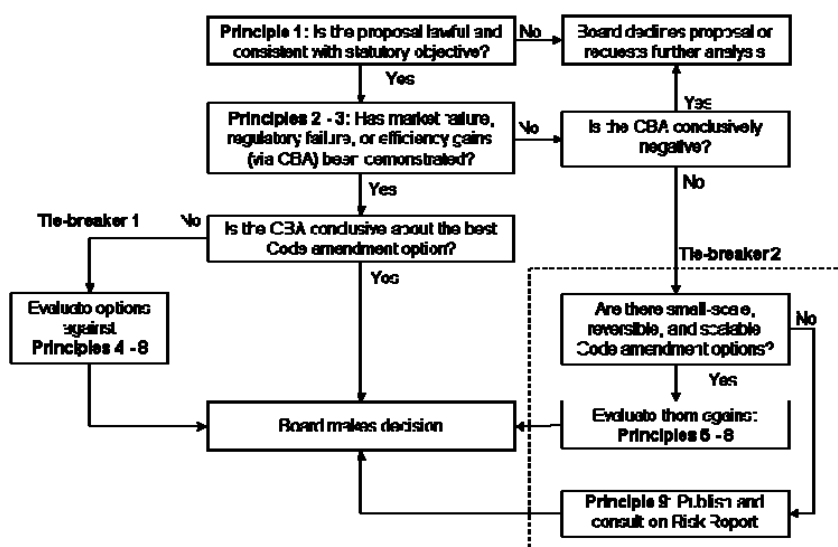 Principle 1: Is the proposal lawful and
consistent with statutory objective?
No
Board declines proposal or
requests further analysis
Yes
Yes
Principles 2 - 3: Has market failure,
regulatory failure, or efficiency gains
(via CBA) been demonstrated?
No
Is the CBA conclusively
negative?
Yes
No
Tie-breaker 1
No
Is the CBA conclusive about the best
Code amendment option?
Tie-breaker 2
Yes
Evaluate options
against
Principles 4 - 8
Are there small-scale,
reversible, and scalable
Code amendment options?
No
Yes
Board makes decision
Evaluate them against
Principles 5 - 8
Principle 9: Publish and
consult on Risk Report